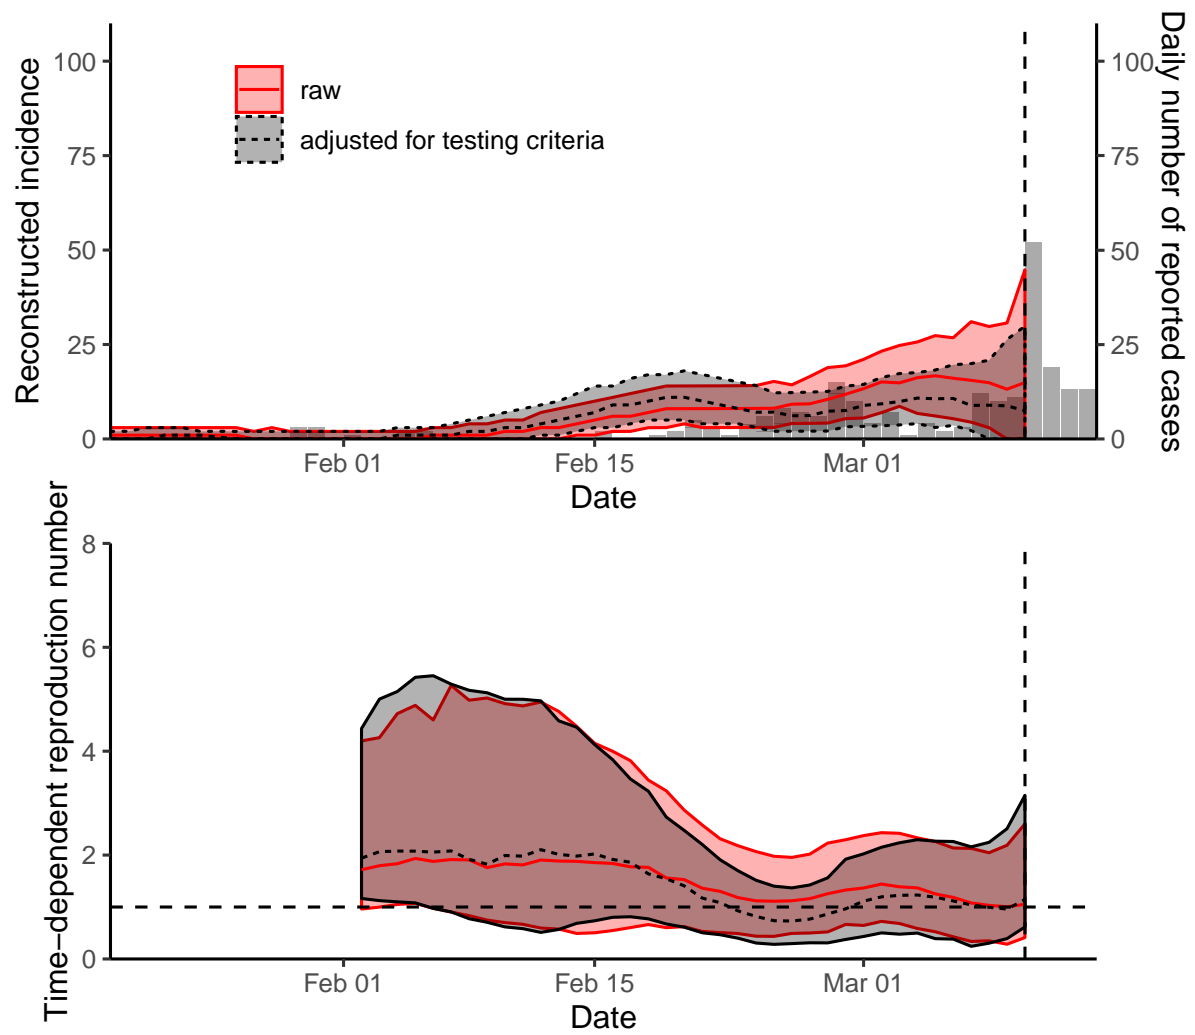 Reconstructed incidence
100
75
50
25
0
raw
adjusted for testing criteria
100
75
50
25
0
Daily number of reported cases
Feb 01
Feb 15
Mar 01
Date
Time−dependent reproduction number
8
6
4
2
0
Feb 01
Feb 15
Mar 01
Date